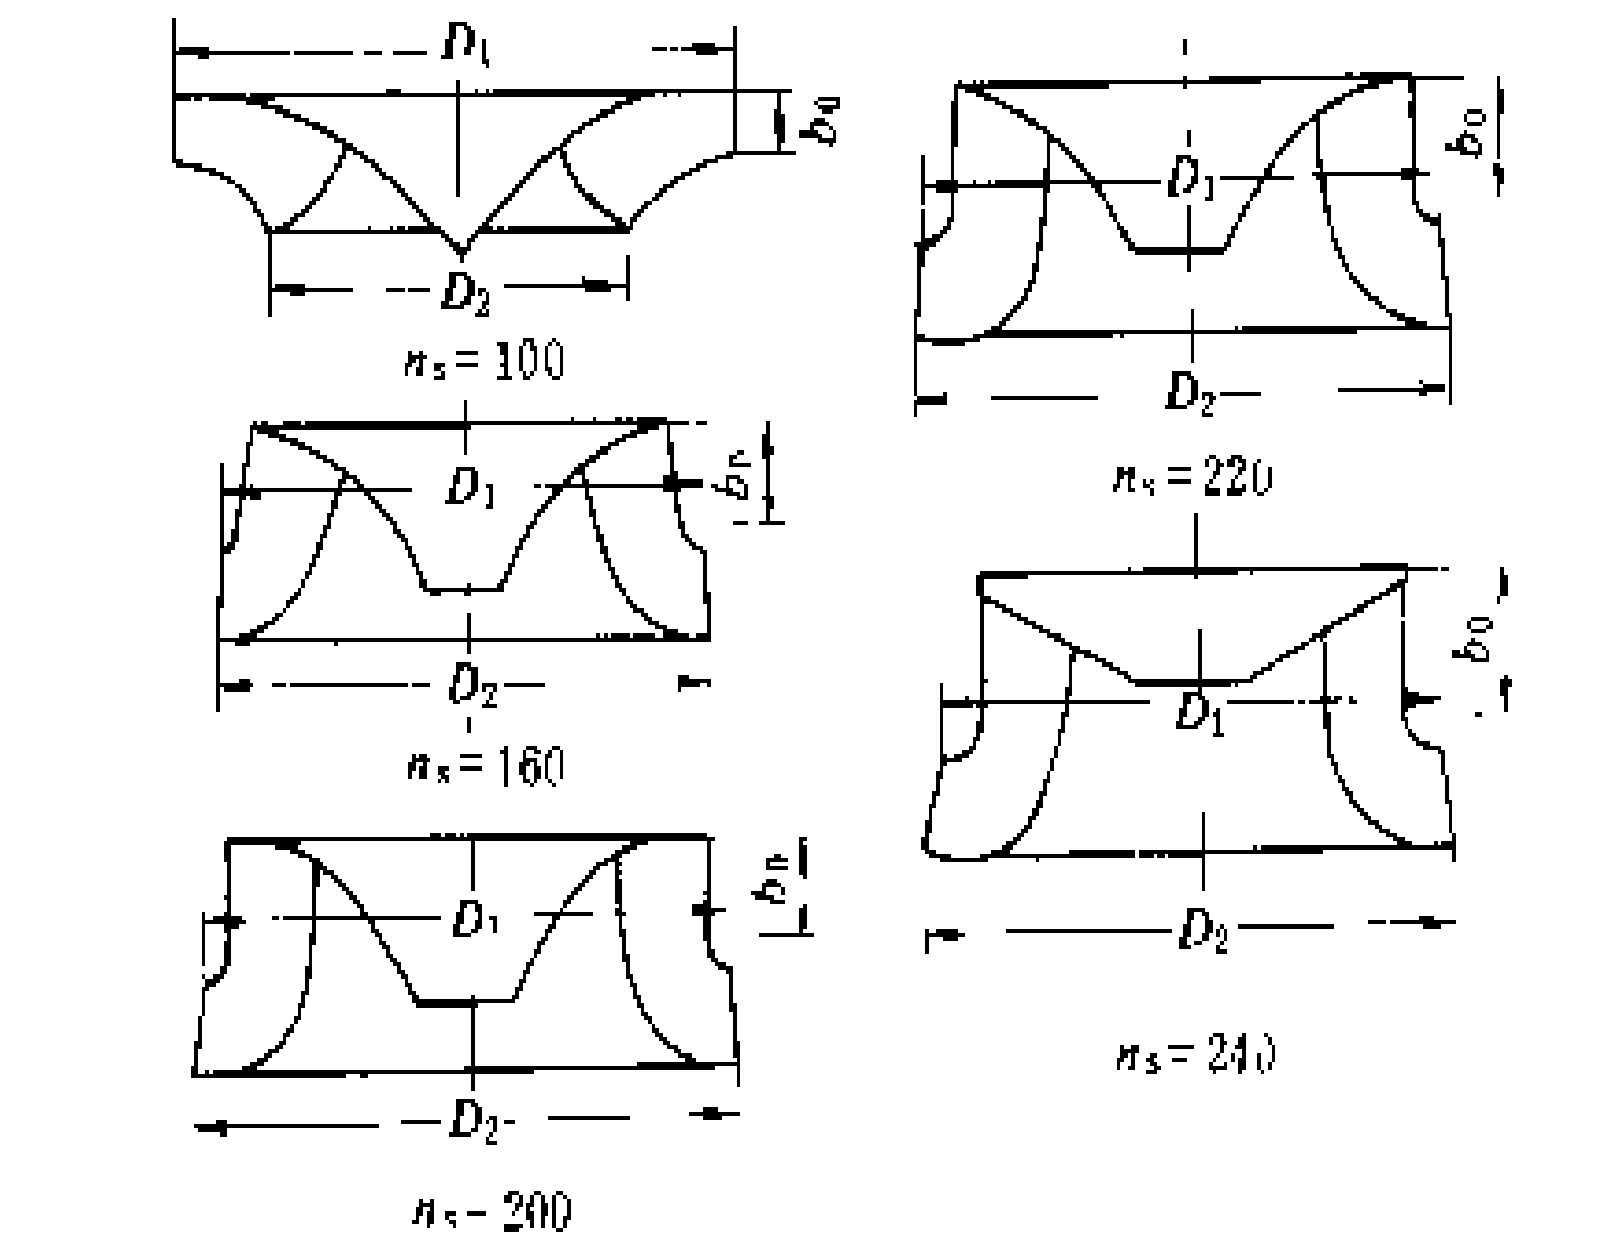 D₁
b₀
D₂
nₛ = 100
D₁
b₀
D₂
nₛ = 160
D₁
b₀
D₂
nₛ = 200
D₁
b₀
D₂
nₛ = 220
b₀
D₁
D₂
nₛ = 240